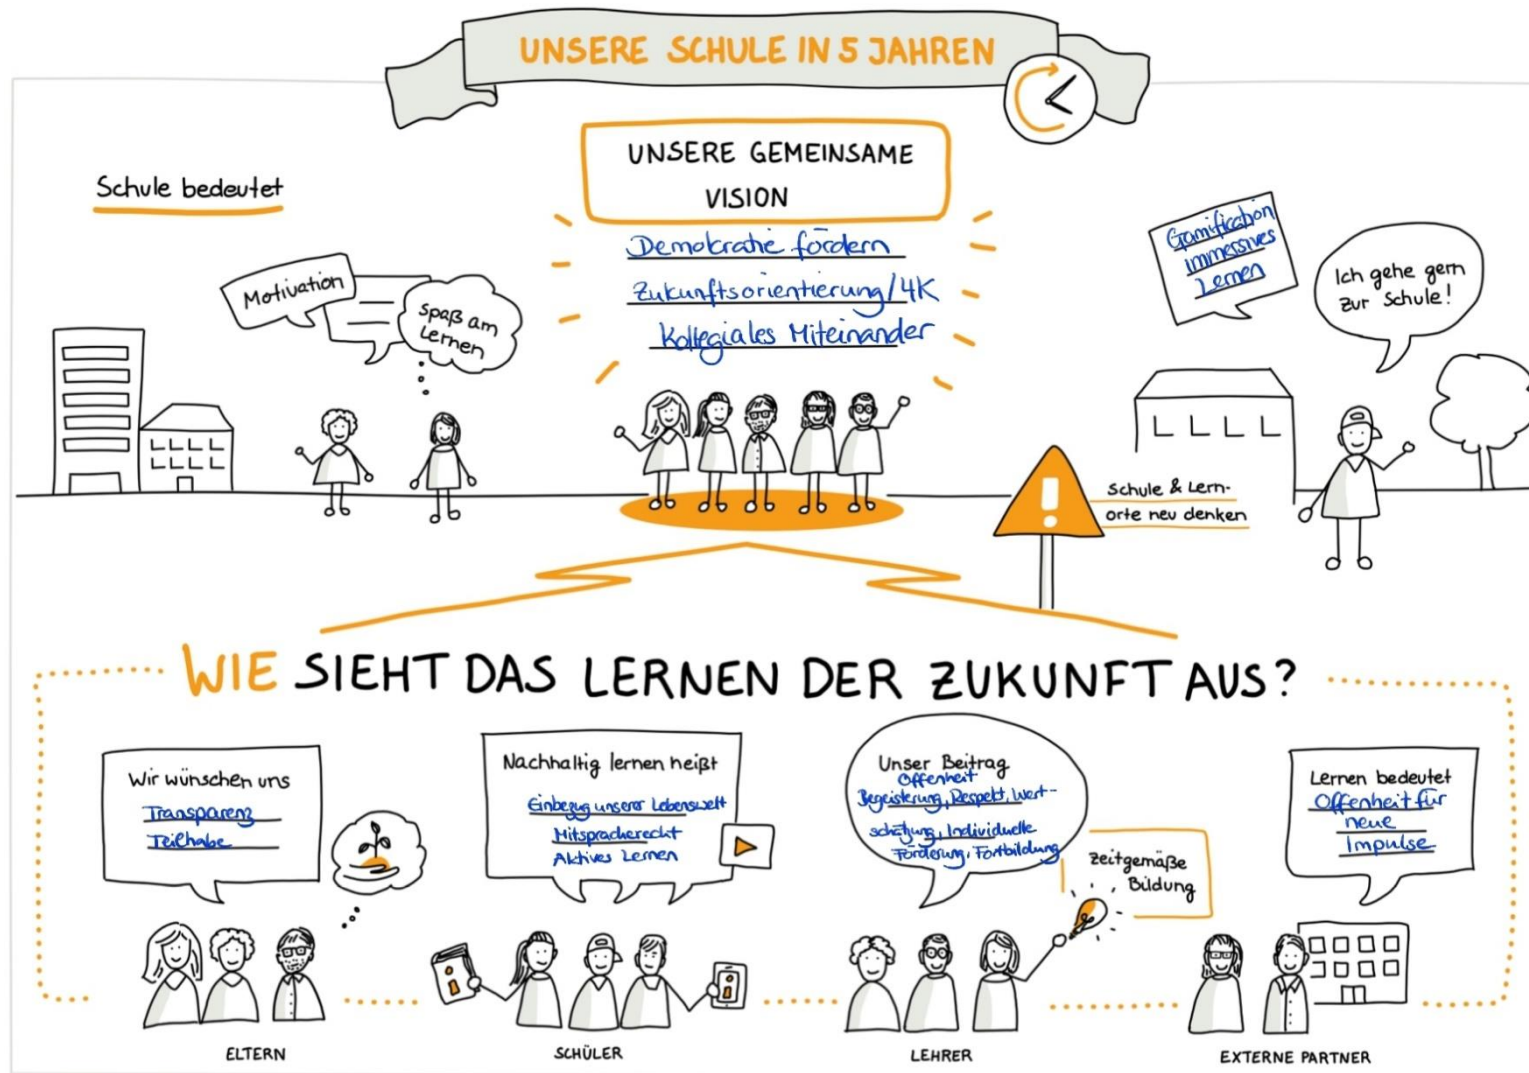 UNSERE SCHULE IN 5 JAHREN
UNSERE GEMEINSAME
VISION
Demokratie fördern
Zukunftsorientierung/4K
Kollegiales Miteinander
Schule bedeutet
Motivation
Spaß am
Lernen
Gamification
immersives
Lernen
Ich gehe gern
zur Schule!
Schule & Lern-
orte neu denken
WIE SIEHT DAS LERNEN DER ZUKUNFT AUS?
Wir wünschen uns
Transparenz
Teilhabe
Nachhaltig lernen heißt
Einbezug unserer Lebenswelt
Mitspracherecht
Aktives Lernen
Unser Beitrag
Offenheit
Begeisterung, Respekt, Wert-
schätzung, Individuelle
Förderung, Fortbildung
zeitgemäße
Bildung
Lernen bedeutet
Offenheit für
neue
Impulse
ELTERN
SCHÜLER
LEHRER
EXTERNE PARTNER